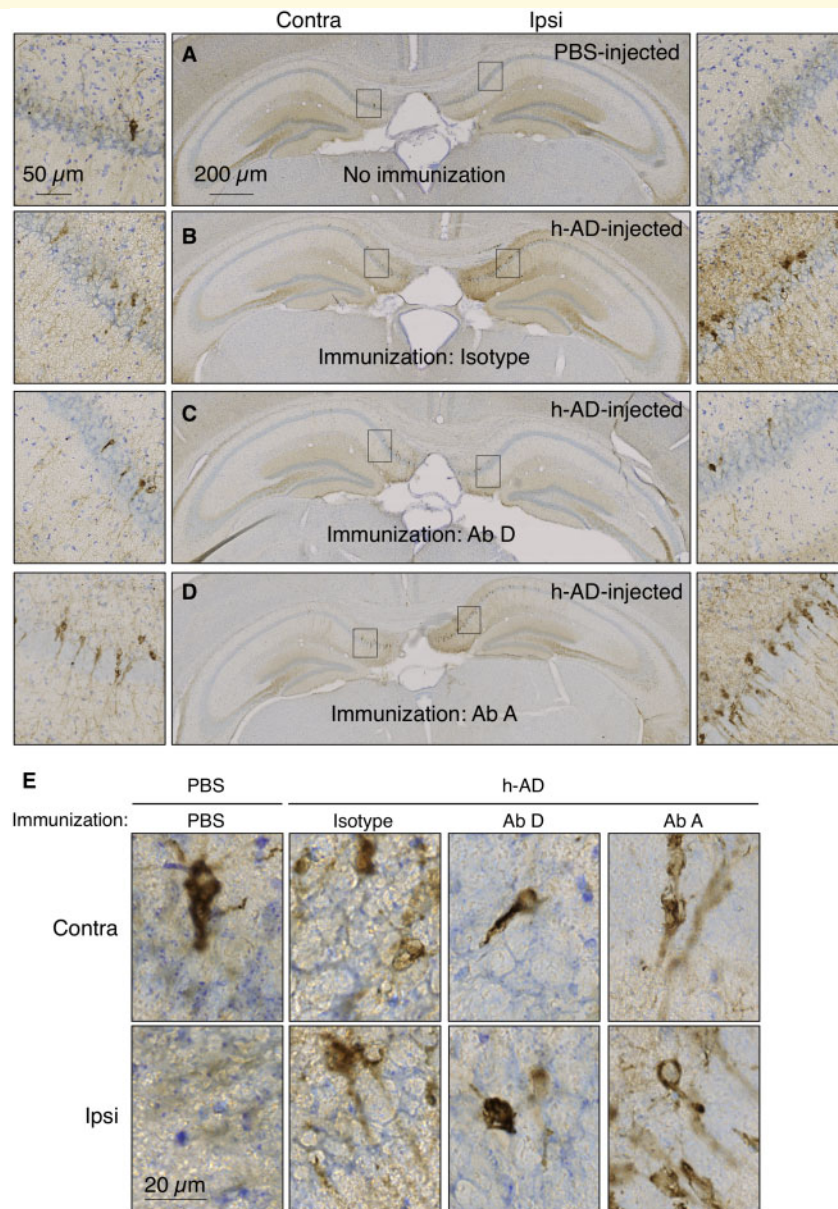 Contra Ipsi
A PBS-injected
50 µm 200 µm No immunization
B h-AD-injected
Immunization: Isotype
C h-AD-injected
Immunization: Ab D
D h-AD-injected
Immunization: Ab A
E
PBS h-AD
Immunization: PBS Isotype Ab D Ab A
Contra
Ipsi
20 µm